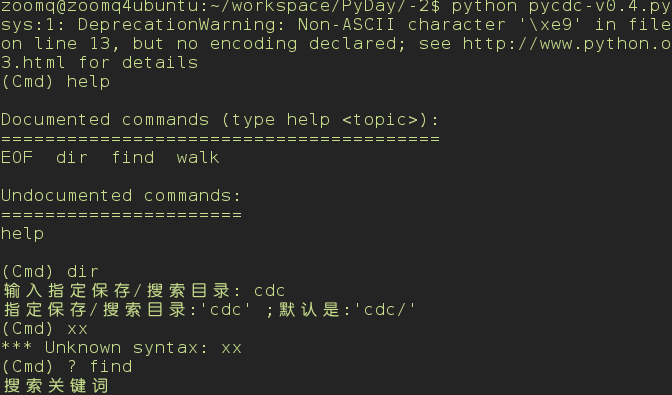 zoomq@zoomq4ubuntu:~/workspace/PyDay/-2$ python pycdc-v0.4.py
sys:1: DeprecationWarning: Non-ASCII character '\xe9' in file
on line 13, but no encoding declared; see http://www.python.o
3.html for details
(Cmd) help

Documented commands (type help <topic>):
========================================
EOF  dir  find  walk

Undocumented commands:
======================
help

(Cmd) dir
输入指定保存/搜索目录: cdc
指定保存/搜索目录:'cdc' ;默认是:'cdc/'
(Cmd) xx
*** Unknown syntax: xx
(Cmd) ? find
搜索关键词